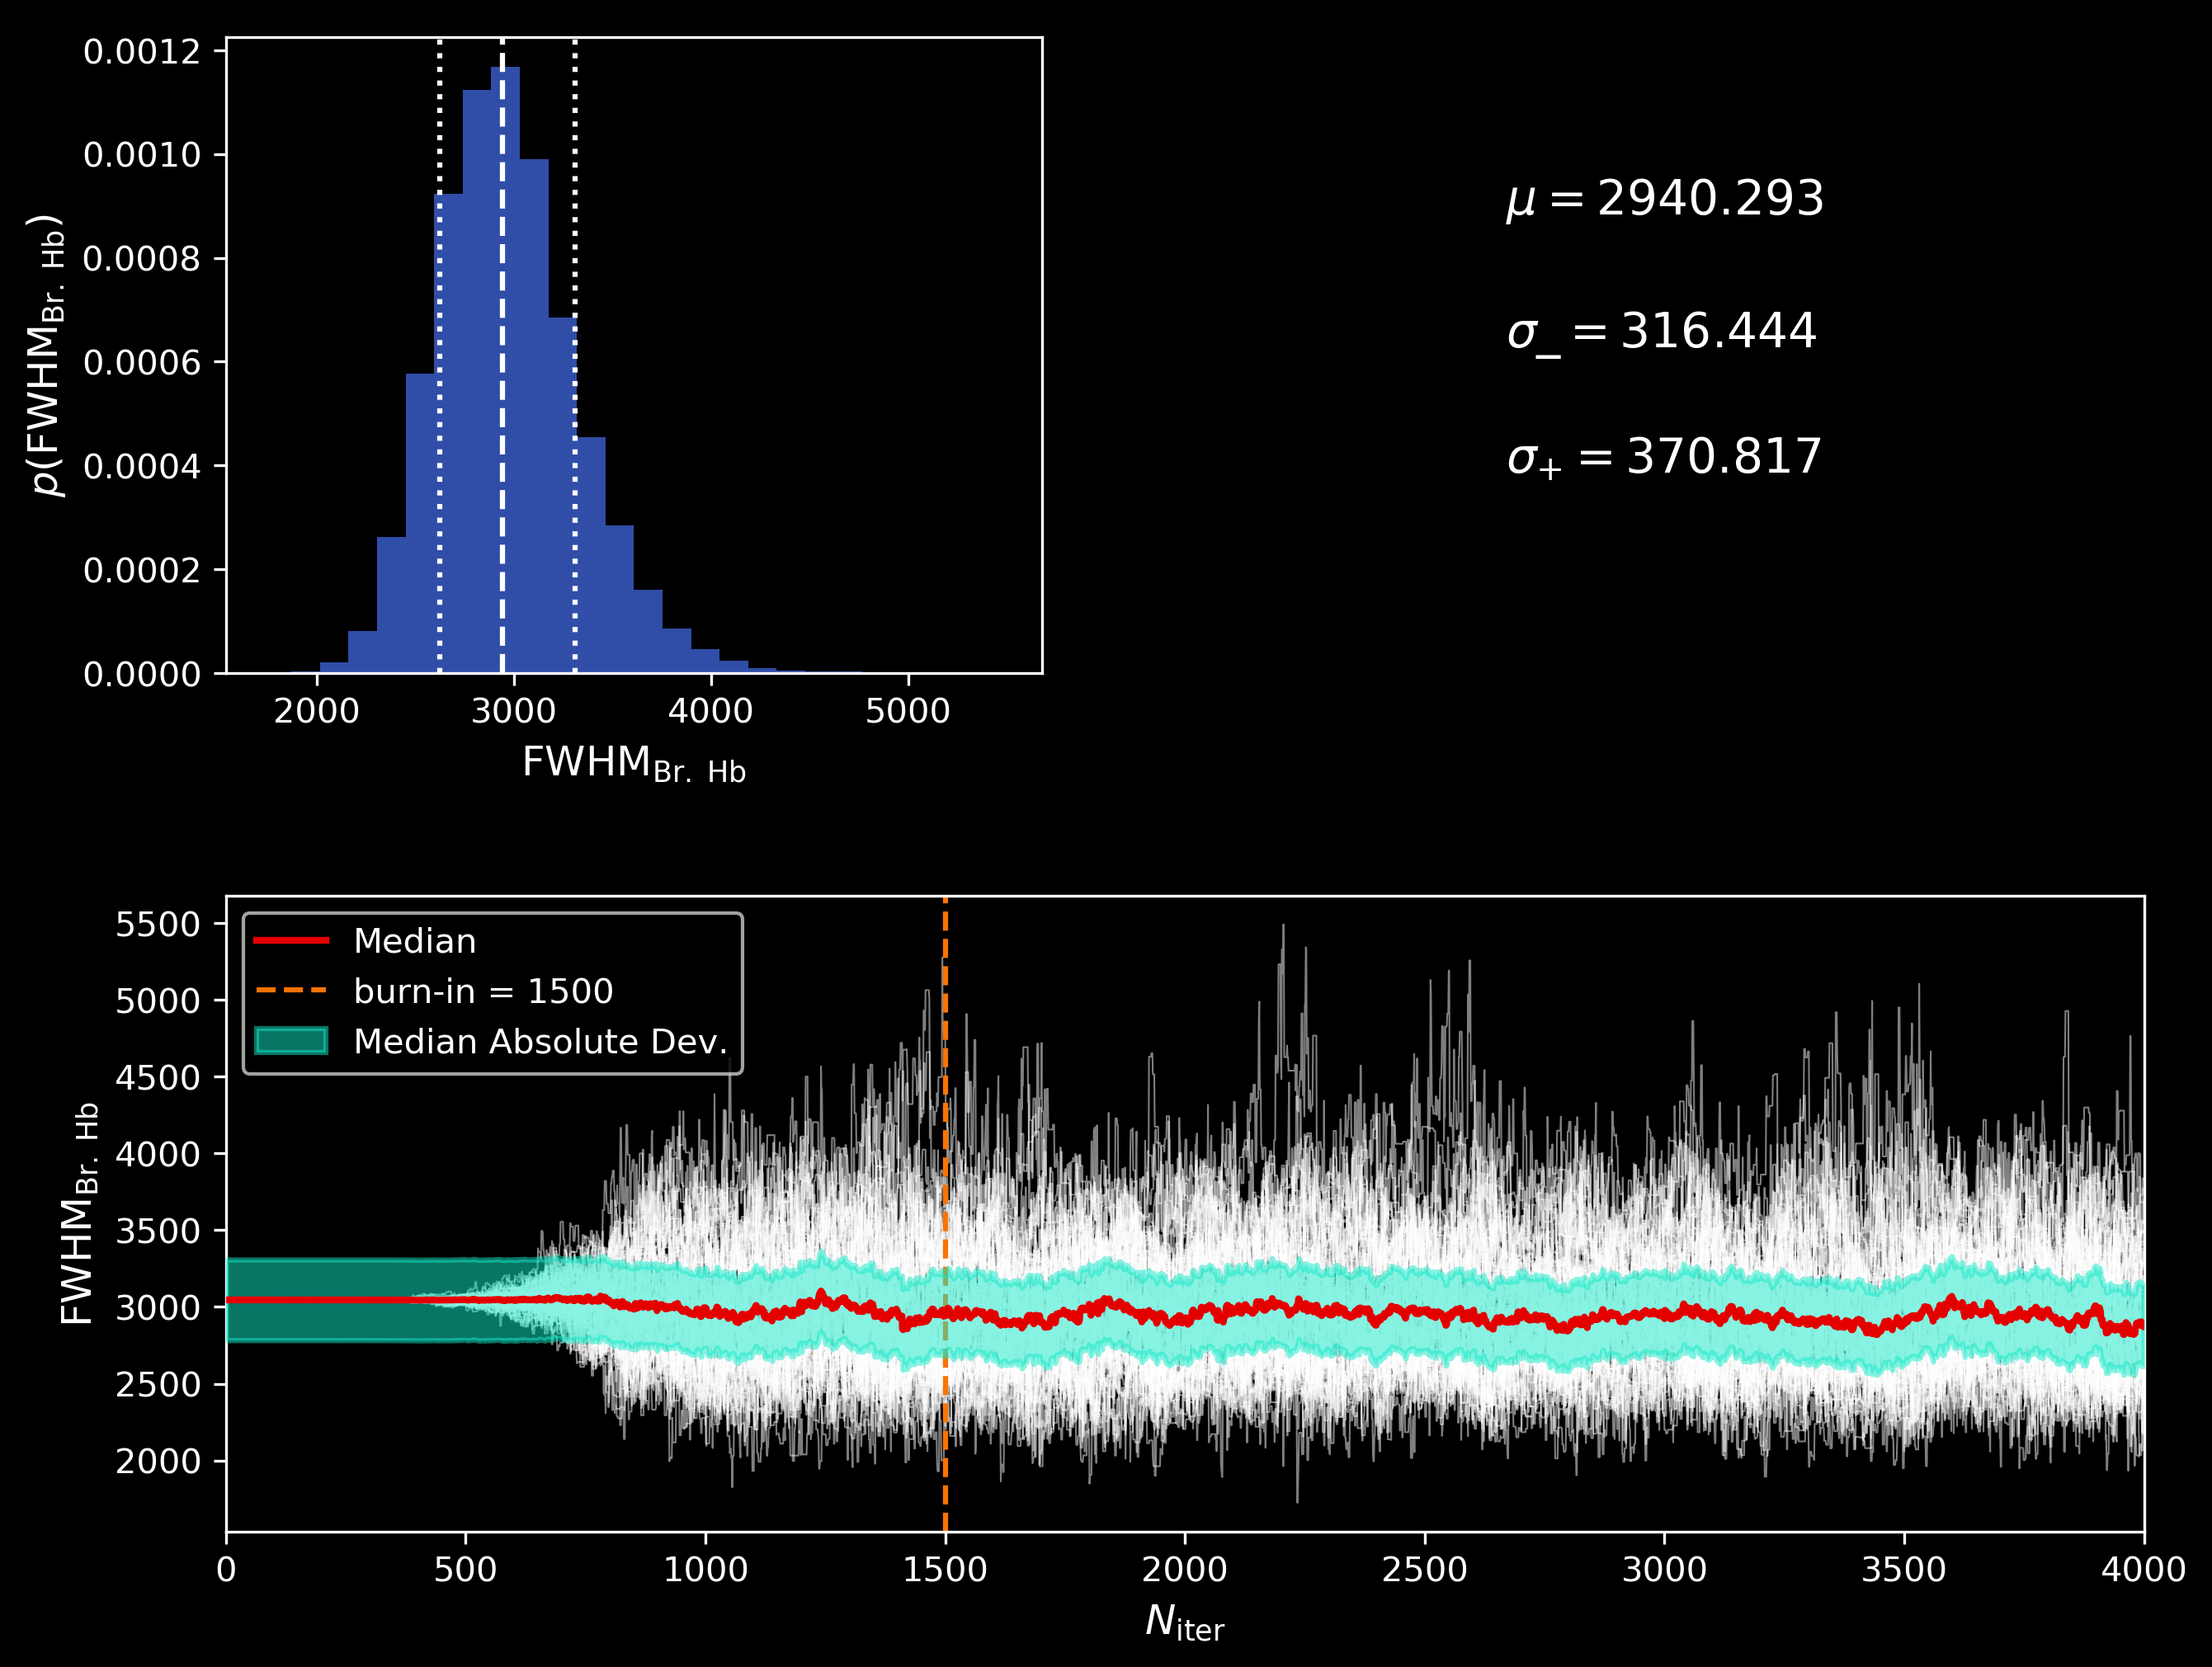 0.0012
0.0010
0.0008
0.0006
0.0004
0.0002
0.0000
p(FWHM_Br. Hb)
2000 3000 4000 5000
FWHM_Br. Hb
μ = 2940.293
σ_− = 316.444
σ_+ = 370.817
5500
5000
4500
4000
3500
3000
2500
2000
FWHM_Br. Hb
Median
burn-in = 1500
Median Absolute Dev.
0 500 1000 1500 2000 2500 3000 3500 4000
N_iter